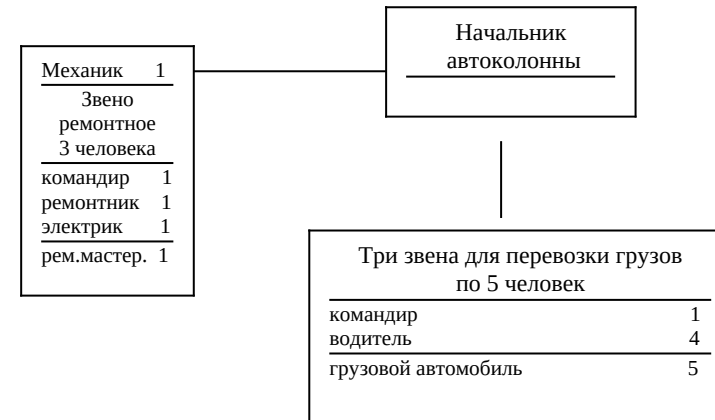 Начальник
автоколонны
Механик 1
Звено
ремонтное
3 человека
командир 1
ремонтник 1
электрик 1
рем.мастер. 1
Три звена для перевозки грузов
по 5 человек
командир 1
водитель 4
грузовой автомобиль 5